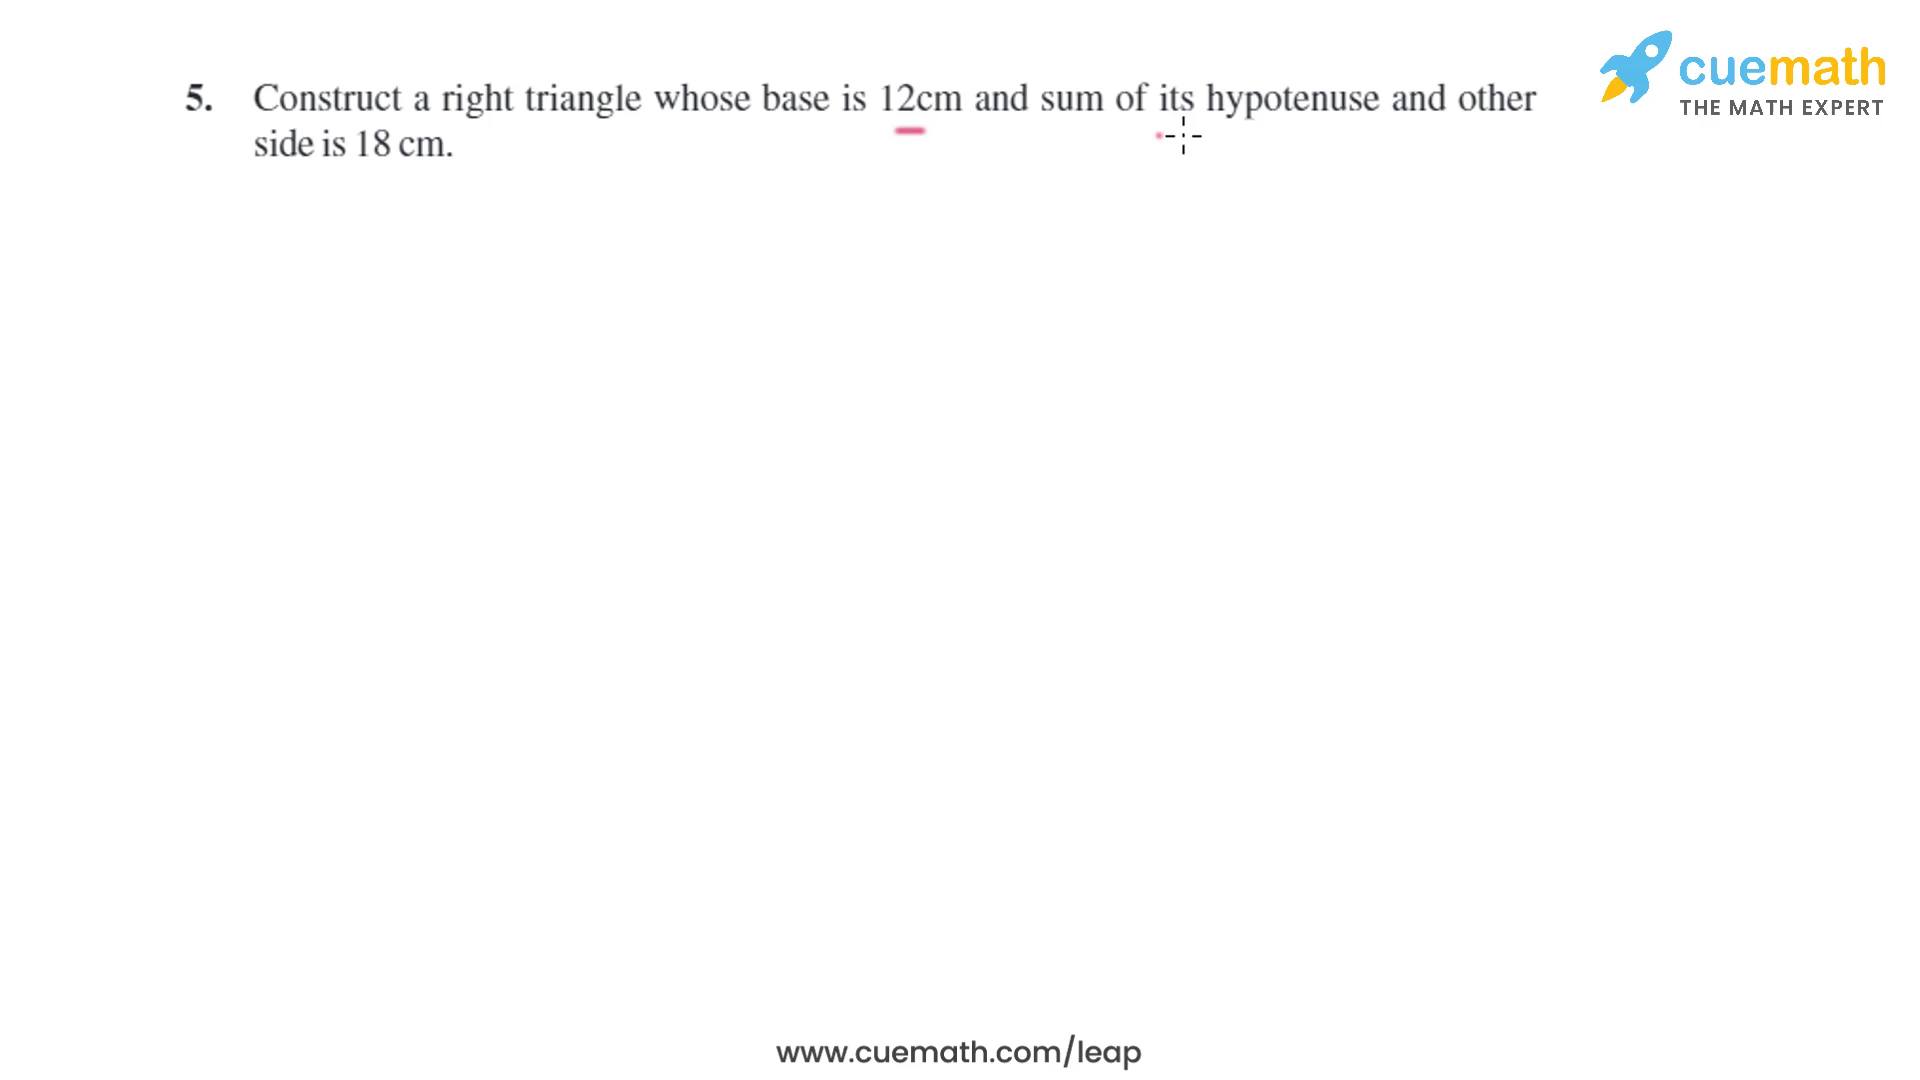 5. Construct a right triangle whose base is 12cm and sum of its hypotenuse and other
side is 18 cm.
cuemath
THE MATH EXPERT
www.cuemath.com/leap